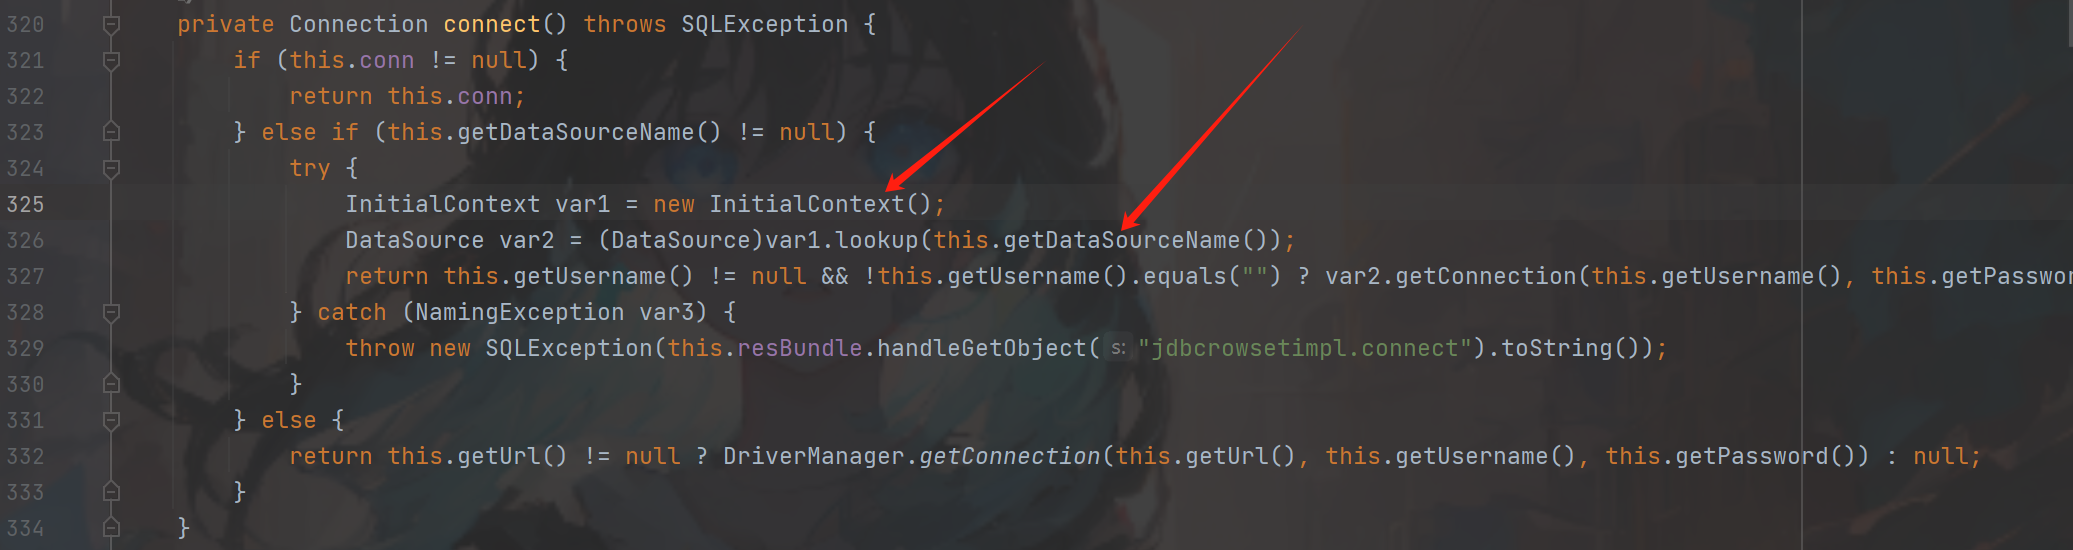 320 private Connection connect() throws SQLException {
321 if (this.conn != null) {
322 return this.conn;
323 } else if (this.getDataSourceName() != null) {
324 try {
325 InitialContext var1 = new InitialContext();
326 DataSource var2 = (DataSource)var1.lookup(this.getDataSourceName());
327 return this.getUsername() != null && !this.getUsername().equals("") ? var2.getConnection(this.getUsername(), this.getPasswor
328 } catch (NamingException var3) {
329 throw new SQLException(this.resBundle.handleGetObject( s: "jdbcrowsetimpl.connect").toString());
330 }
331 } else {
332 return this.getUrl() != null ? DriverManager.getConnection(this.getUrl(), this.getUsername(), this.getPassword()) : null;
333 }
334 }